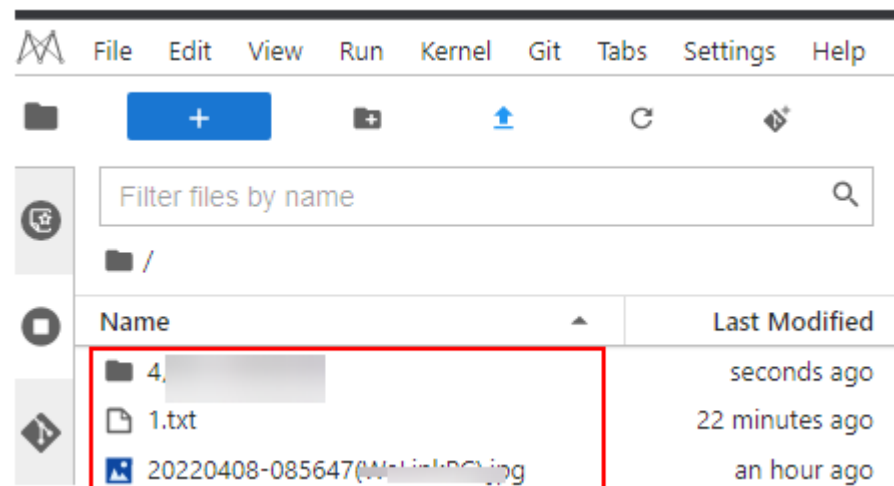 File Edit View Run Kernel Git Tabs Settings Help
+
Filter files by name
/
Name Last Modified
4, seconds ago
1.txt 22 minutes ago
20220408-085647( .jpg an hour ago